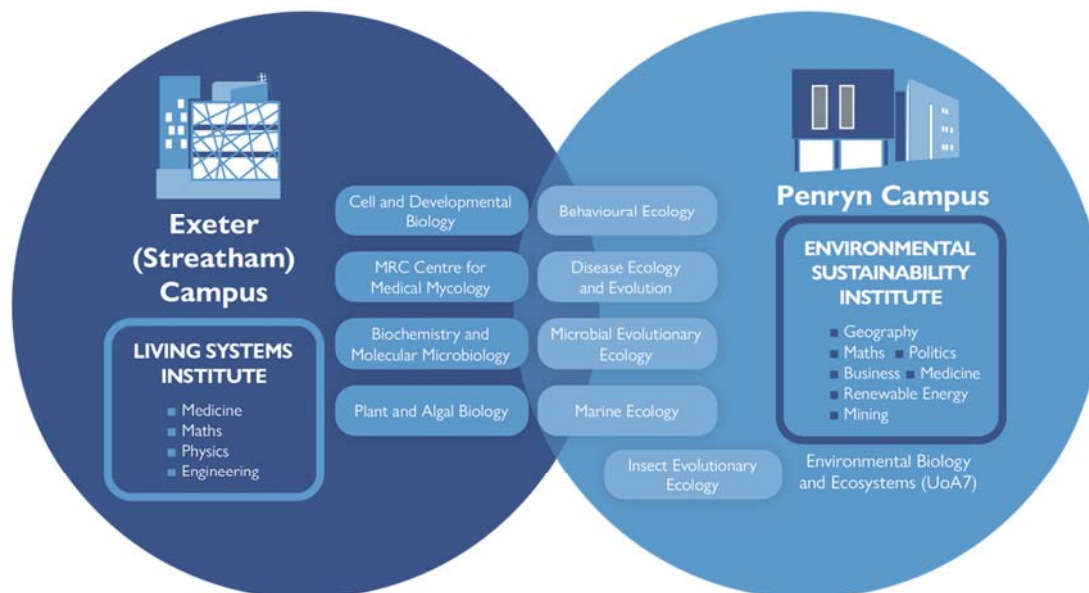 Exeter
(Streatham)
Campus
LIVING SYSTEMS
INSTITUTE
Medicine
Maths
Physics
Engineering
Cell and Developmental
Biology
MRC Centre for
Medical Mycology
Biochemistry and
Molecular Microbiology
Plant and Algal Biology
Behavioural Ecology
Disease Ecology
and Evolution
Microbial Evolutionary
Ecology
Marine Ecology
Insect Evolutionary
Ecology
Penryn Campus
ENVIRONMENTAL
SUSTAINABILITY
INSTITUTE
Geography
Maths Politics
Business Medicine
Renewable Energy
Mining
Environmental Biology
and Ecosystems (UoA7)